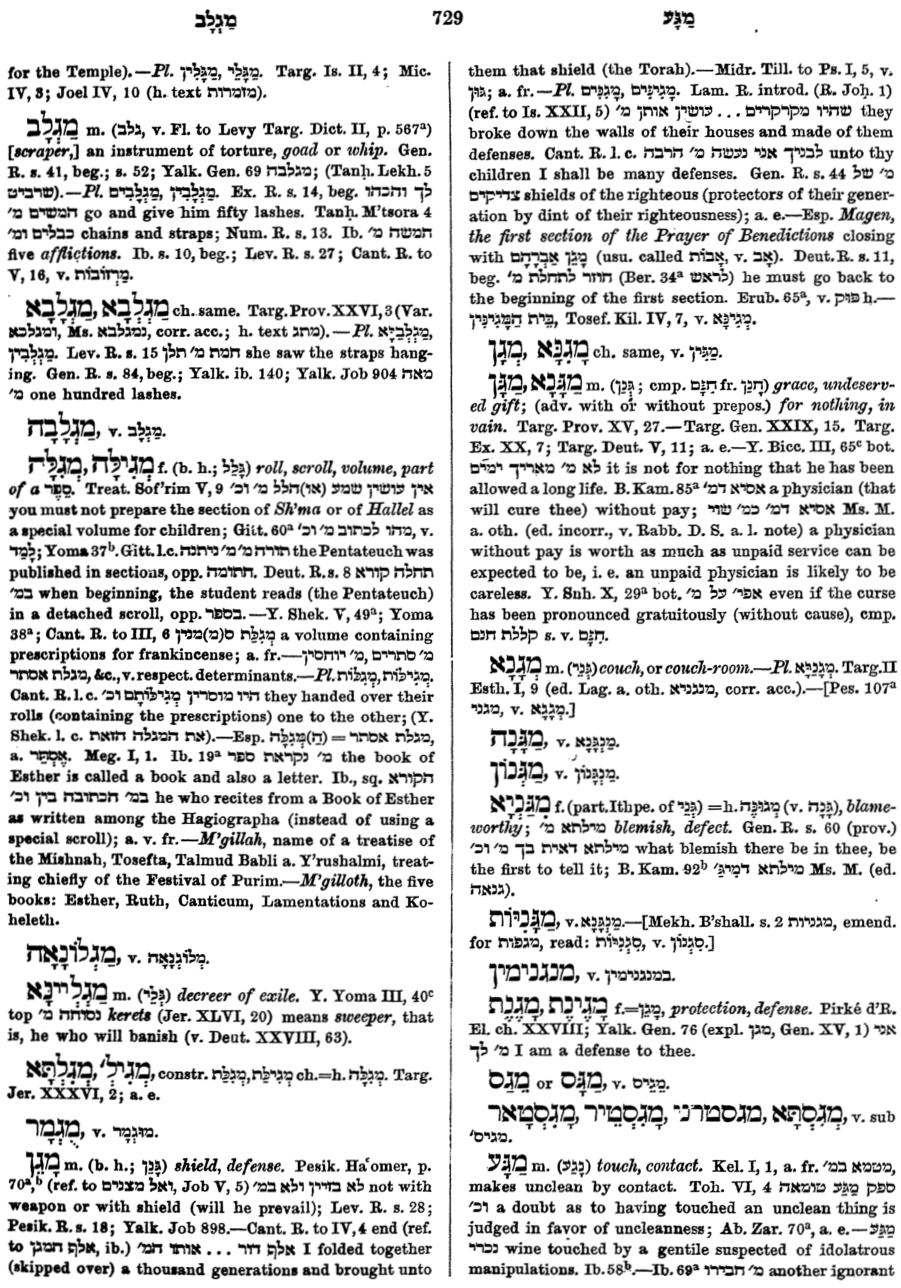 מַגְלָב 729 מַגָּע
for the Temple).—Pl. מַגְּלֵי, מַגָּלִין. Targ. Is. II, 4; Mic.
IV, 3; Joel IV, 10 (h. text מזמרות).
מַגְלָב m. (גלב, v. Fl. to Levy Targ. Dict. II, p. 567ᵃ)
[scraper,] an instrument of torture, goad or whip. Gen.
R. s. 41, beg.; s. 52; Yalk. Gen. 69 מגלבה; (Tanḥ. Lekh. 5
שרביט).—Pl. מַגְלָבִין, מַגְלָבִים. Ex. R. s. 14, beg. לך והכהו
חמשים מ׳ go and give him fifty lashes. Tanḥ. M'tsora 4
כבלים ומ׳ chains and straps; Num. R. s. 13. Ib. חמשה מ׳
five afflictions. Ib. s. 10, beg.; Lev. R. s. 27; Cant. R. to
V, 16, v. מַרְזוֹבוֹת.
מַגְלְבָא, מַגְלָבָא ch. same. Targ. Prov. XXVI, 3 (Var.
ומגלכא, Ms. נמגלבא, corr. acc.; h. text מתג).—Pl. מַגְלְבַיָּא,
מַגְלְבִין. Lev. R. s. 15 חמת מ׳ תלן she saw the straps hang-
ing. Gen. R. s. 84, beg.; Yalk. ib. 140; Yalk. Job 904 מאה
מ׳ one hundred lashes.
מַגְלָבָה, v. מַגְלָב.
מְגִילָּה, מְגִלָּה f. (b. h.; גָּלַל) roll, scroll, volume, part
of a סֵפֶר. Treat. Sof'rim V, 9 אין עושין שמע (או)חלל מ׳ וכ׳
you must not prepare the section of Sh'ma or of Hallel as
a special volume for children; Gitt. 60ᵃ מהו לכתוב מ׳ וכ׳, v.
לָמַד; Yoma 37ᵇ. Gitt. l. c. תורה מ׳ מ׳ ניתנה the Pentateuch was
published in sections, opp. חתומה. Deut. R. s. 8 תחלה קורא
במ׳ when beginning, the student reads (the Pentateuch)
in a detached scroll, opp. בספר.—Y. Shek. V, 49ᵃ; Yoma
38ᵃ; Cant. R. to III, 6 מְגִלַּת ס(מ)מנין a volume containing
prescriptions for frankincense; a. fr.—מ׳ סתרים, מ׳ יוחסין,
מגלת אסתר, &c., v. respect. determinants.—Pl. מְגִילּוֹת, מְגִלּוֹת.
Cant. R. l. c. היו מוסרין מְגִילּוֹתָם וכ׳ they handed over their
rolls (containing the prescriptions) one to the other; (Y.
Shek. l. c. את המגלה הזאת).—Esp. מְגִלָּה(ח) = מגלת אסתר,
a. אֶסְתֵּר. Meg. I, 1. Ib. 19ᵃ מ׳ נקראת ספר the book of
Esther is called a book and also a letter. Ib., sq. הקורא
במ׳ הכתובה בין וכ׳ he who recites from a Book of Esther
as written among the Hagiographa (instead of using a
special scroll); a. v. fr.—M'gillah, name of a treatise of
the Mishnah, Tosefta, Talmud Babli a. Y'rushalmi, treat-
ing chiefly of the Festival of Purim.—M'gilloth, the five
books: Esther, Ruth, Canticum, Lamentations and Ko-
heleth.
מַגְלוֹנָאָה, v. מְלוֹגְנָאָה.
מַגְלְיִינָא m. (גְּלֵי) decreer of exile. Y. Yoma III, 40ᶜ
top נסוחה מ׳ kerets (Jer. XLVI, 20) means sweeper, that
is, he who will banish (v. Deut. XXVIII, 63).
מְגִיל׳, מְגִלְתָּא, constr. מְגִילַּת, מְגִלַּת ch.=h. מְגִלָּה. Targ.
Jer. XXXVI, 2; a. e.
מֻגְמָר, v. מוּגְמָר.
מָגֵן m. (b. h.; גָּנַן) shield, defense. Pesik. Haʿomer, p.
70ᵃ,ᵇ (ref. to ואל מצנים, Job V, 5) לא בזיין ולא במ׳ not with
weapon or with shield (will he prevail); Lev. R. s. 28;
Pesik. R. s. 18; Yalk. Job 898.—Cant. R. to IV, 4 end (ref.
to אלף המגן, ib.) אלף דור ... אותו המ׳ I folded together
(skipped over) a thousand generations and brought unto
them that shield (the Torah).—Midr. Till. to Ps. I, 5, v.
גּוּן; a. fr.—Pl. מָגִינִּים, מָגִנִּים. Lam. R. introd. (R. Joḥ. 1)
(ref. to Is. XXII, 5) שהיו מקרקרים ... עושין אותן מ׳ they
broke down the walls of their houses and made of them
defenses. Cant. R. l. c. לבניך אני נעשה מ׳ הרבה unto thy
children I shall be many defenses. Gen. R. s. 44 מ׳ של
צדיקים shields of the righteous (protectors of their gener-
ation by dint of their righteousness); a. e.—Esp. Magen,
the first section of the Prayer of Benedictions closing
with מָגֵן אַבְרָהָם (usu. called אָבוֹת, v. אָב). Deut. R. s. 11,
beg. חוזר לתחלת מ׳ (Ber. 34ᵃ לראש) he must go back to
the beginning of the first section. Erub. 65ᵃ, v. פּוּק h.—
בֵּית הַמָּגִינִּין, Tosef. Kil. IV, 7, v. מְגִינָּא.
מָגִנָּא, מְגָן ch. same, v. מָגֵין.
מַגָּנָא, מַגָּן m. (גְּנַן; cmp. חִנָּם fr. חָנַן) grace, undeserv-
ed gift; (adv. with or without prepos.) for nothing, in
vain. Targ. Prov. XV, 27.—Targ. Gen. XXIX, 15. Targ.
Ex. XX, 7; Targ. Deut. V, 11; a. e.—Y. Bicc. III, 65ᶜ bot.
לא מ׳ מאריך ימים it is not for nothing that he has been
allowed a long life. B. Kam. 85ᵃ אסיא דמ׳ a physician (that
will cure thee) without pay; אסיא דמ׳ כמ׳ שוי׳ Ms. M.
a. oth. (ed. incorr., v. Rabb. D. S. a. l. note) a physician
without pay is worth as much as unpaid service can be
expected to be, i. e. an unpaid physician is likely to be
careless. Y. Snh. X, 29ᵃ bot. אפי׳ על מ׳ even if the curse
has been pronounced gratuitously (without cause), cmp.
קללת חנם s. v. חִנָּם.
מְגָנָא m. (גְּנֵי) couch, or couch-room.—Pl. מְגָנַיָּא. Targ. II
Esth. I, 9 (ed. Lag. a. oth. מנגניא, corr. acc.).—[Pes. 107ᵃ
מגני, v. מְגָנָא.]
מַגָּנָה, v. מַנְגְּנָא.
מַגְּנוֹן, v. מַנְגְּנוֹן.
מִגַּנְיָא f. (part. Ithpe. of גְּנֵי) =h. מְגוּנֶּה (v. גָּנָה), blame-
worthy; מילתא מ׳ blemish, defect. Gen. R. s. 60 (prov.)
מילתא דאית בך מ׳ וכ׳ what blemish there be in thee, be
the first to tell it; B. Kam. 92ᵇ מילתא דמיג׳ Ms. M. (ed.
גנאה).
מַגְּנִיּוֹת, v. מַנְגְּנָא.—[Mekh. B'shall. s. 2 מגניות, emend.
for מגפות, read: סִגְנִיּוֹת, v. סִגְנוֹן.]
מנגנימין, v. במנגנימין.
מָגִינַת, מְגֶנֶת f.=מָגֵן, protection, defense. Pirké d'R.
El. ch. XXVIII; Yalk. Gen. 76 (expl. מגן, Gen. XV, 1) אני
מ׳ לך I am a defense to thee.
מֵגֵס or מַגָּס, v. מֵגֵיס.
מְגִסְתָּא, מגסטרני׳, מָגִסְטֵיר, מָגִנְסְטָאר, v. sub
מגיס׳.
מַגָּע m. (נָגַע) touch, contact. Kel. I, 1, a. fr. מטמא במ׳,
makes unclean by contact. Toh. VI, 4 ספק מַגַּע טומאה
וכ׳ a doubt as to having touched an unclean thing is
judged in favor of uncleanness; Ab. Zar. 70ᵃ, a. e.—מַגַּע
נכרי wine touched by a gentile suspected of idolatrous
manipulations. Ib. 58ᵇ.—Ib. 69ᵃ מ׳ חבירו another ignorant